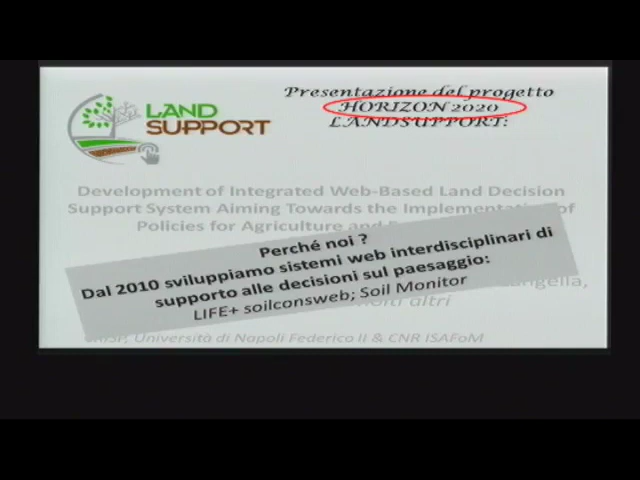 LAND
SUPPORT
Presentazione del progetto
HORIZON 2020
LANDSUPPORT:
Development of Integrated Web-Based Land Decision
Support System Aiming Towards the Implementation of
Policies for Agriculture and
Perché noi ?
Dal 2010 sviluppiamo sistemi web interdisciplinari di
supporto alle decisioni sul paesaggio:
LIFE+ soilconsweb; Soil Monitor
altri
Università di Napoli Federico II & CNR ISAFoM